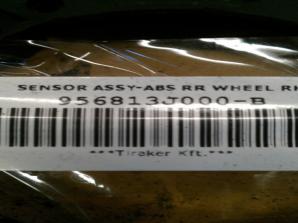 SENSOR ASSY-ABS RR WHEEL RH
956813J000-B
***Tiraker Kft.***